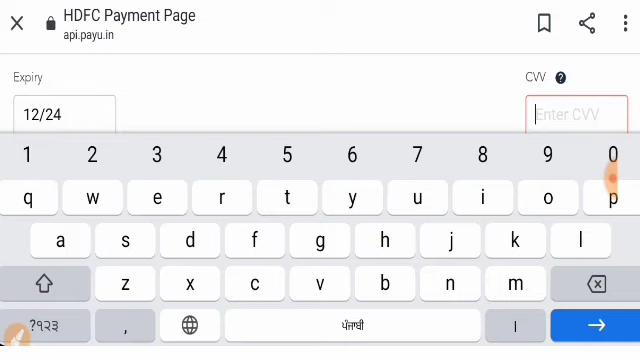 HDFC Payment Page
api.payu.in
Expiry
CVV ?
12/24
Enter CVV
1 2 3 4 5 6 7 8 9 0
q w e r t y u i o p
a s d f g h j k l
z x c v b n m
?੧੨੩ , ਪੰਜਾਬੀ ।